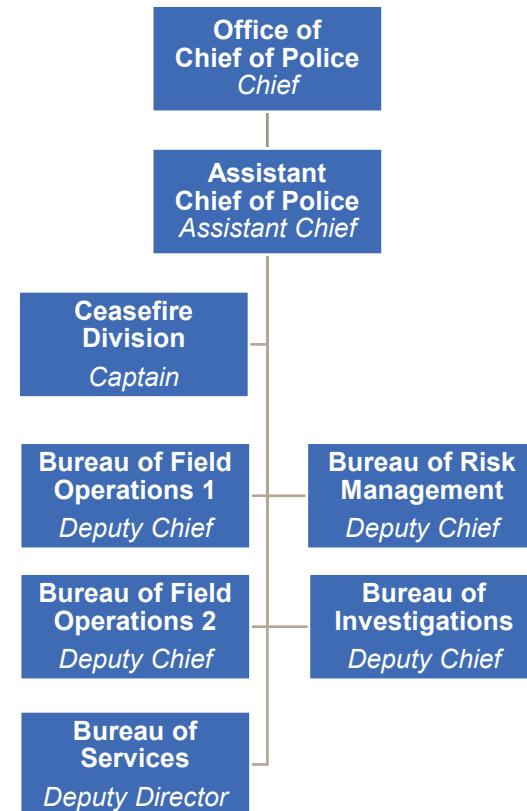 Office of
Chief of Police
Chief
Assistant
Chief of Police
Assistant Chief
Ceasefire
Division
Captain
Bureau of Field
Operations 1
Deputy Chief
Bureau of Risk
Management
Deputy Chief
Bureau of Field
Operations 2
Deputy Chief
Bureau of
Investigations
Deputy Chief
Bureau of
Services
Deputy Director